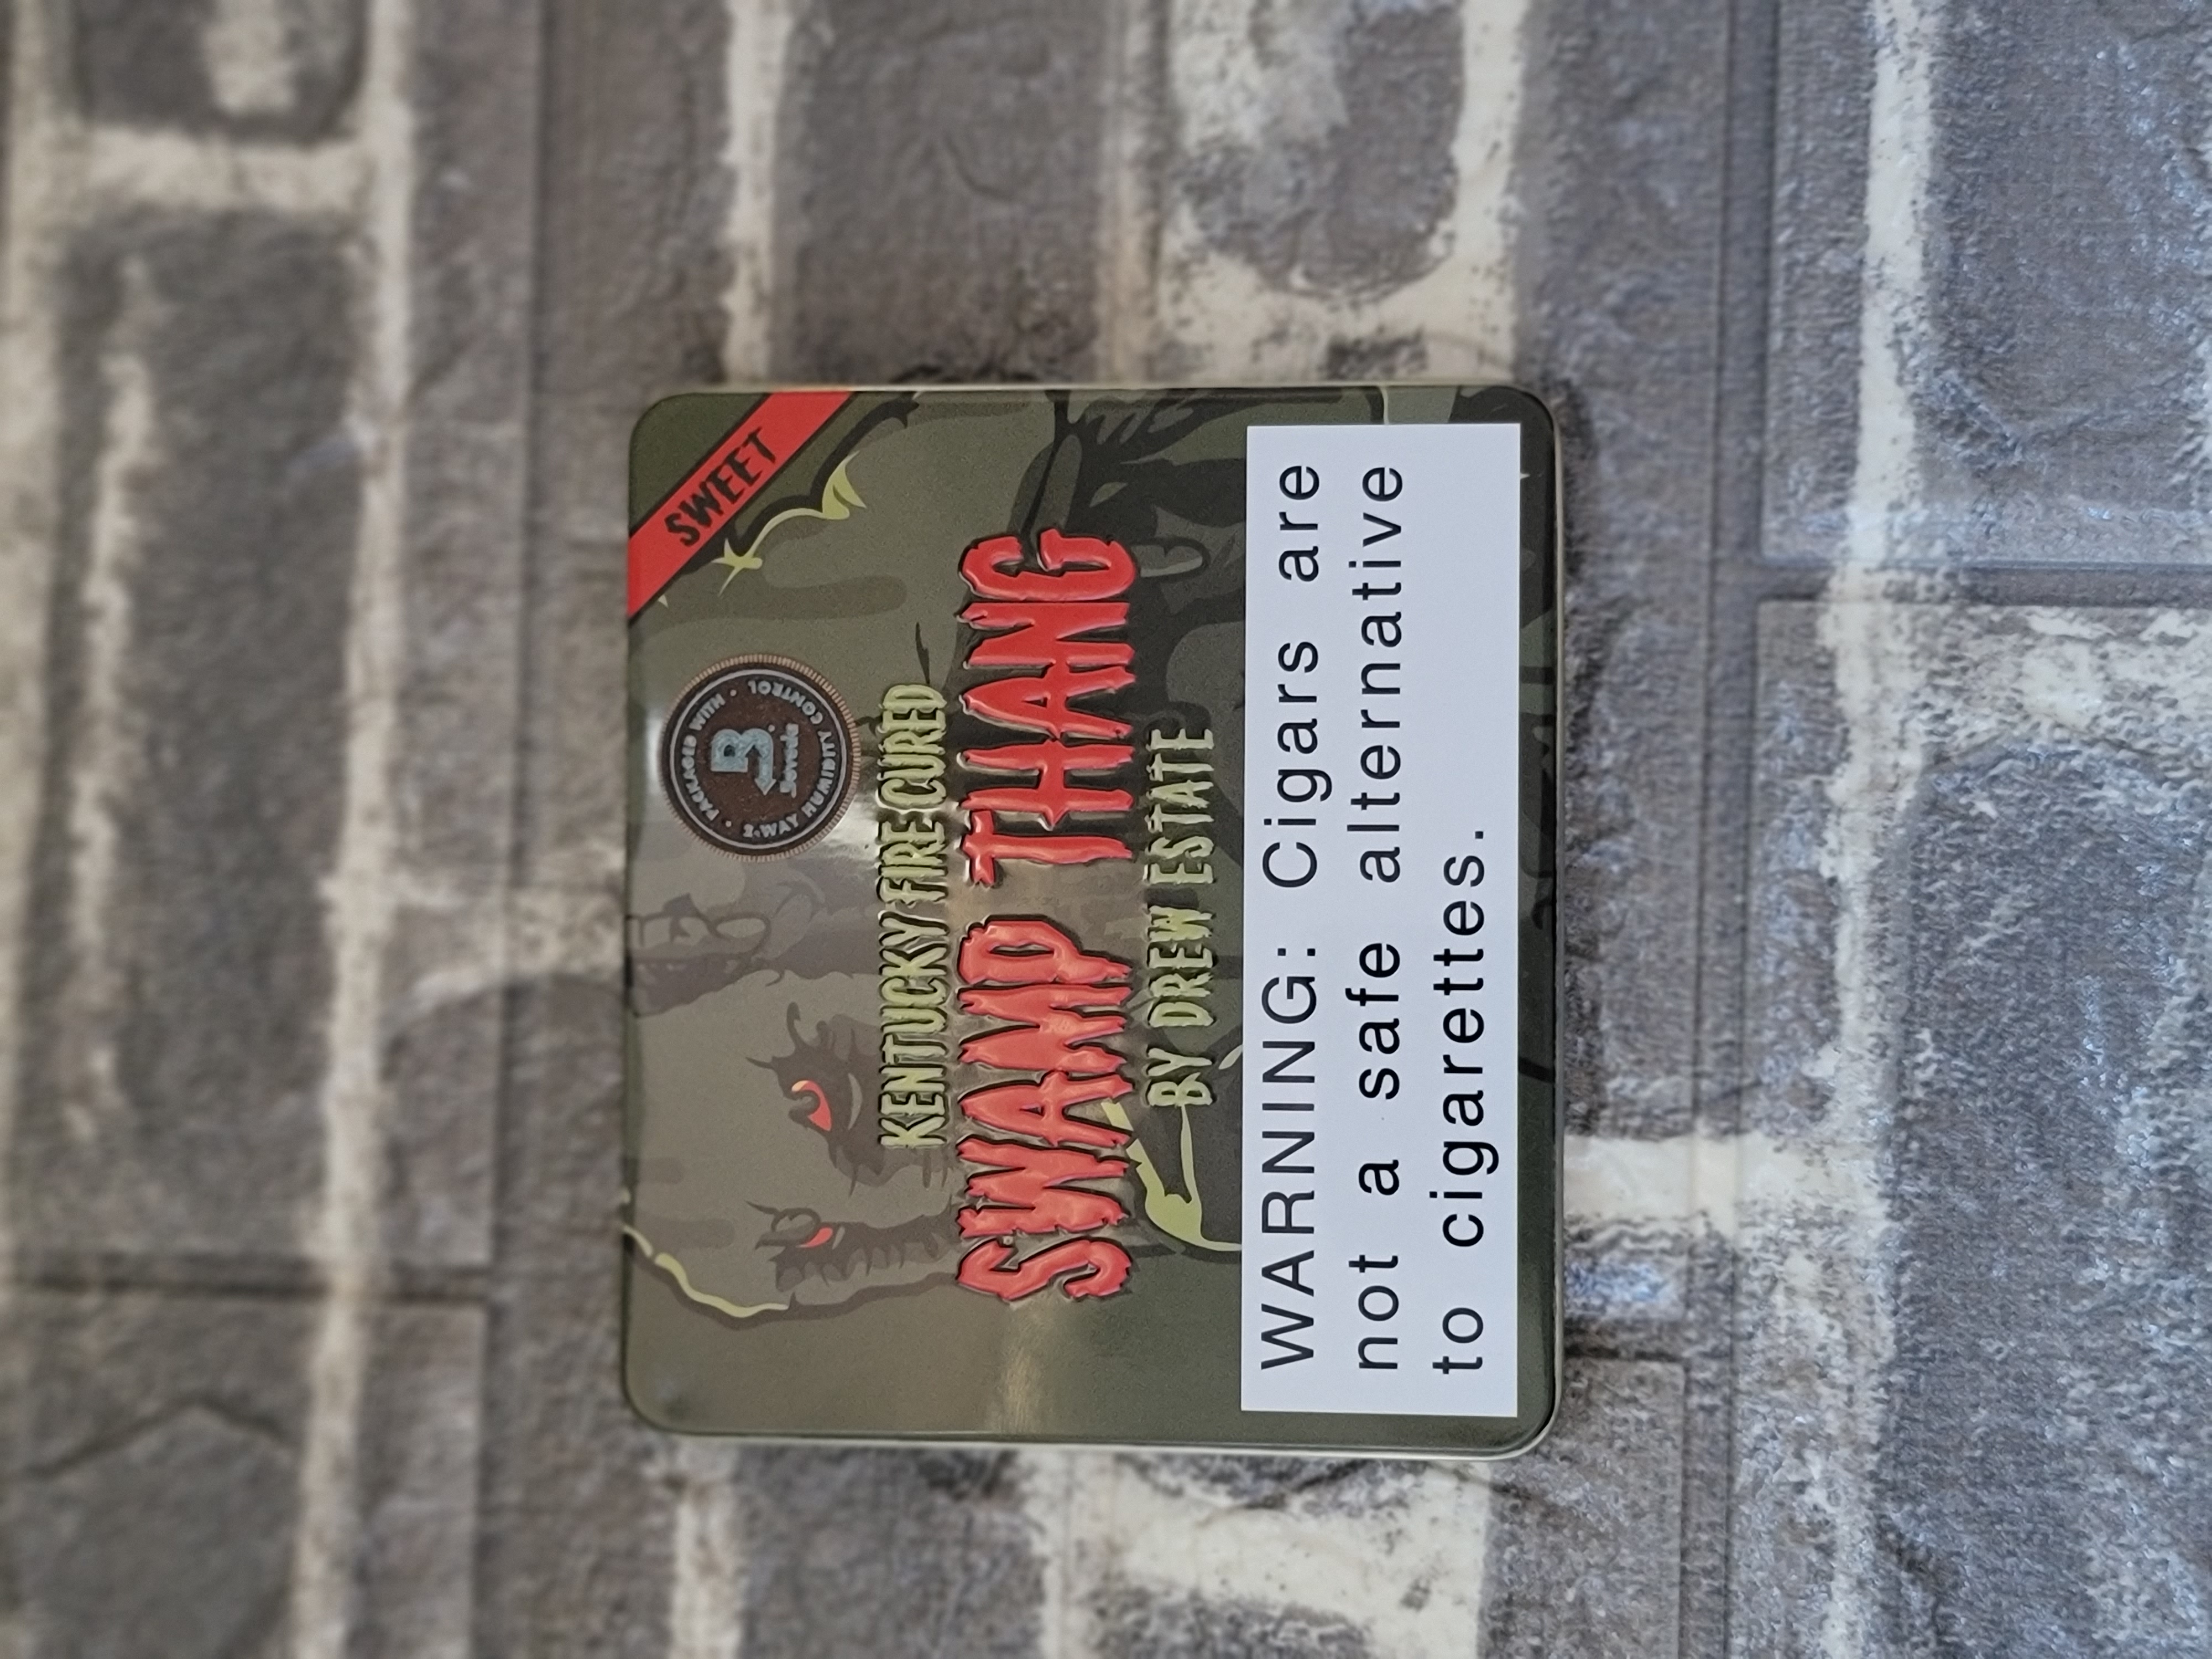 SWEET
PACKAGED WITH
B
Boveda
2-WAY HUMIDITY CONTROL
KENTUCKY FIRE CURED
SWAMP THANG
BY DREW ESTATE
WARNING: Cigars are
not a safe alternative
to cigarettes.